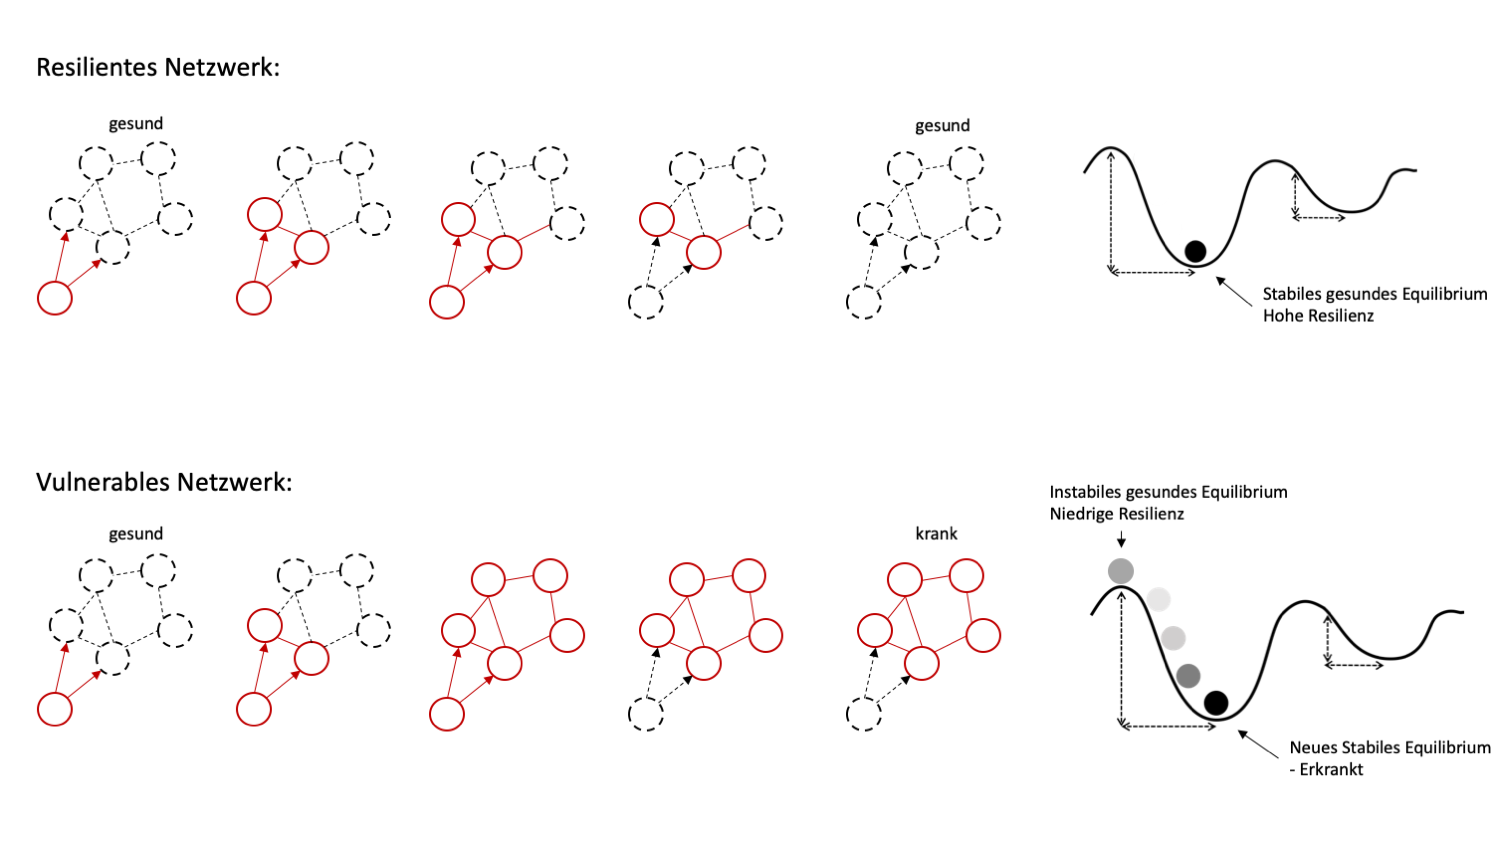 Resilientes Netzwerk:
gesund
gesund
Stabiles gesundes Equilibrium
Hohe Resilienz
Vulnerables Netzwerk:
gesund
krank
Instabiles gesundes Equilibrium
Niedrige Resilienz
Neues Stabiles Equilibrium
- Erkrankt